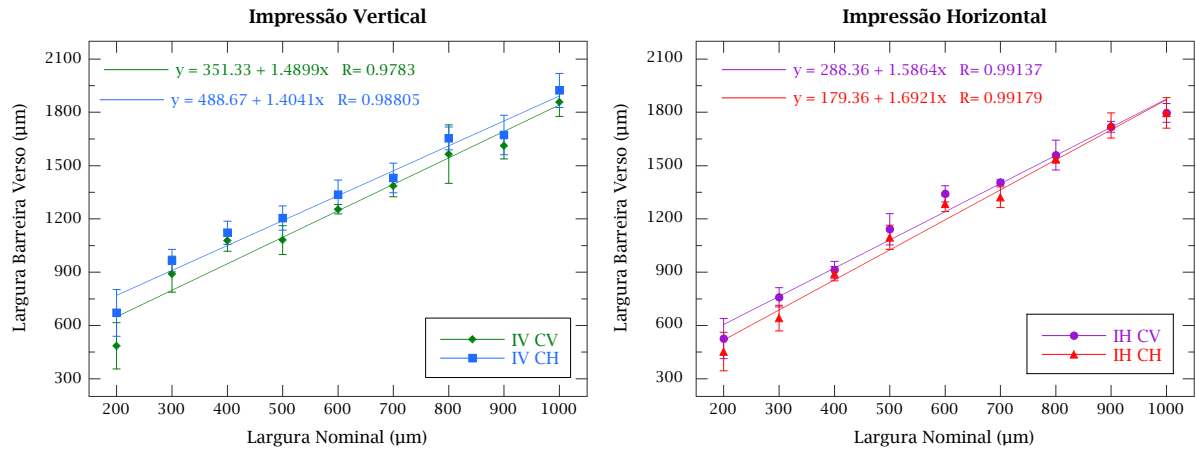 Impressão Vertical
y = 351.33 + 1.4899x R= 0.9783
y = 488.67 + 1.4041x R= 0.98805
2100
1800
1500
1200
900
600
300
Largura Barreira Verso (µm)
IV CV
IV CH
200 300 400 500 600 700 800 900 1000
Largura Nominal (µm)
Impressão Horizontal
y = 288.36 + 1.5864x R= 0.99137
y = 179.36 + 1.6921x R= 0.99179
2100
1800
1500
1200
900
600
300
Largura Barreira Verso (µm)
IH CV
IH CH
200 300 400 500 600 700 800 900 1000
Largura Nominal (µm)